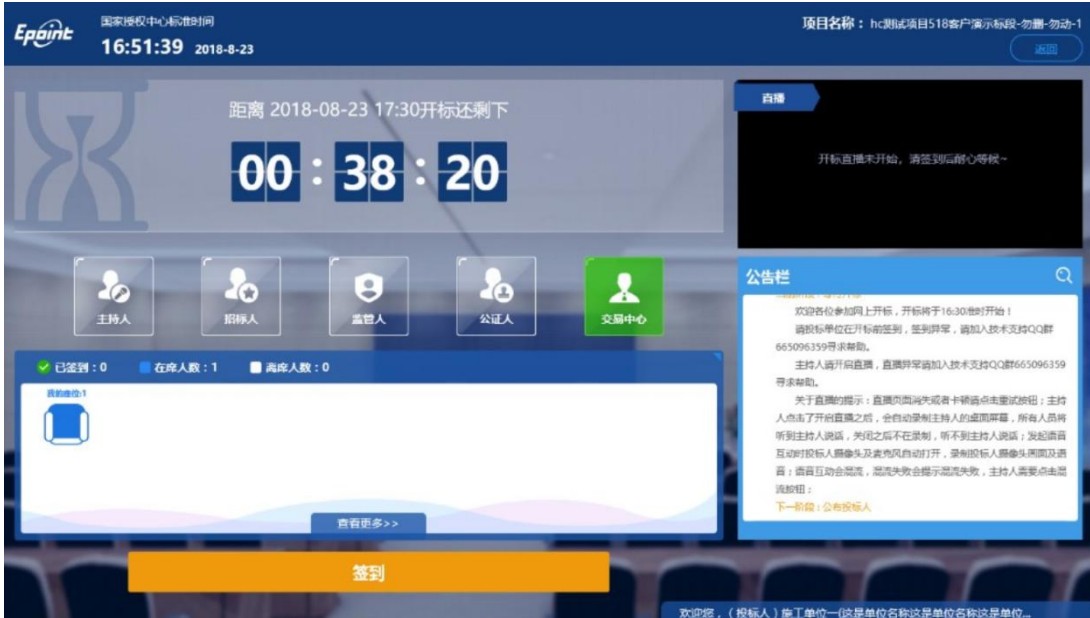 Epoint
国家授权中心标准时间
16:51:39 2018-8-23
项目名称：hc测试项目518客户演示标段-勿删-勿动-1
返回
距离 2018-08-23 17:30开标还剩下
00 : 38 : 20
直播
开标直播未开始，请签到后耐心等候~
主持人
招标人
监管人
公证人
交易中心
公告栏
欢迎各位参加网上开标，开标将于16:30准时开始！
请投标单位在开标前签到，签到异常，请加入技术支持QQ群
665096359寻求帮助。
主持人请开启直播，直播异常请加入技术支持QQ群665096359
寻求帮助。
关于直播的提示：直播页面消失或者卡顿请点击重试按钮；主持
人点击了开启直播之后，会自动录制主持人的桌面屏幕，所有人员将
听到主持人说话，关闭之后不在录制，听不到主持人说话；发起语音
互动时投标人摄像头及麦克风自动打开，录制投标人摄像头画面及语
音；语音互动会混流，混流失败会提示混流失败，主持人需要点击混
流按钮；
下一阶段：公布投标人
已签到：0 在席人数：1 离席人数：0
我的座位:1
查看更多>>
签到
欢迎您，（投标人）施工单位一(这是单位名称这是单位名称这是单位...